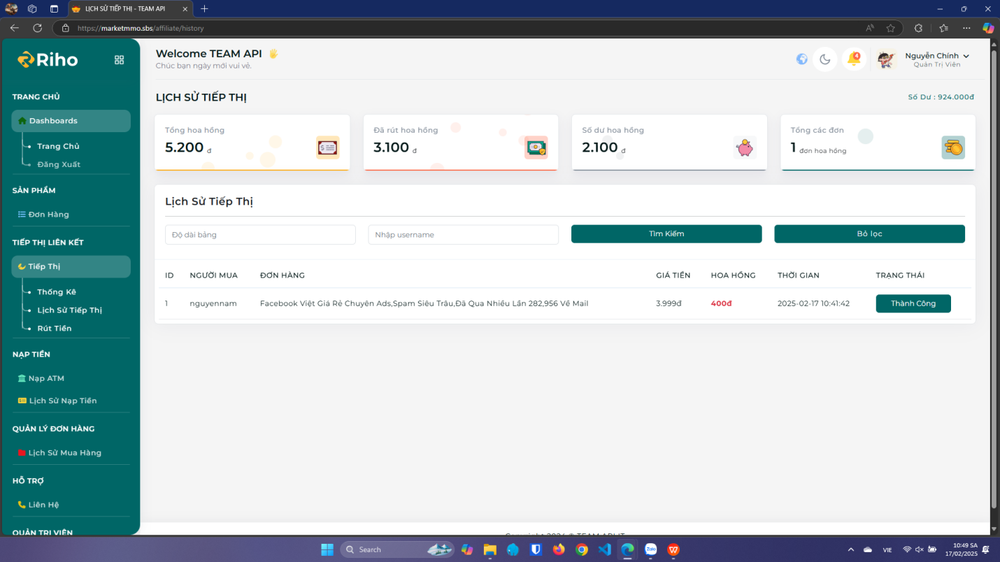 LỊCH SỬ TIẾP THỊ - TEAM API
https://marketmmo.sbs/affiliate/history
Riho
Welcome TEAM API
Chúc bạn ngày mới vui vẻ.
4
Nguyễn Chính
Quản Trị Viên
TRANG CHỦ
Dashboards
Trang Chủ
Đăng Xuất
SẢN PHẨM
Đơn Hàng
TIẾP THỊ LIÊN KẾT
Tiếp Thị
Thống Kê
Lịch Sử Tiếp Thị
Rút Tiền
NẠP TIỀN
Nạp ATM
Lịch Sử Nạp Tiền
QUẢN LÝ ĐƠN HÀNG
Lịch Sử Mua Hàng
HỖ TRỢ
Liên Hệ
QUẢN TRỊ VIÊN
LỊCH SỬ TIẾP THỊ
Số Dư : 924.000đ
Tổng hoa hồng
5.200 đ
Đã rút hoa hồng
3.100 đ
Số dư hoa hồng
2.100 đ
Tổng các đơn
1 đơn hoa hồng
Lịch Sử Tiếp Thị
Độ dài bảng
Nhập username
Tìm Kiếm
Bỏ lọc
ID NGƯỜI MUA ĐƠN HÀNG GIÁ TIỀN HOA HỒNG THỜI GIAN TRẠNG THÁI
1 nguyennam Facebook Việt Giá Rẻ Chuyên Ads,Spam Siêu Trâu,Đã Qua Nhiều Lần 282,956 Về Mail 3.999đ 400đ 2025-02-17 10:41:42 Thành Công
Copyright 2024 © TEAM API IT
Search
Zalo
VIE
10:49 SA
17/02/2025